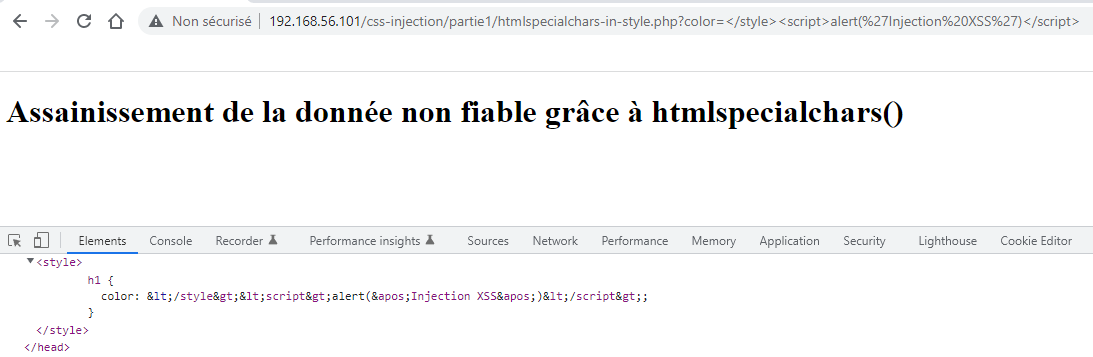 Non sécurisé 192.168.56.101/css-injection/partie1/htmlspecialchars-in-style.php?color=</style><script>alert(%27Injection%20XSS%27)</script>
Assainissement de la donnée non fiable grâce à htmlspecialchars()
Elements Console Recorder Performance insights Sources Network Performance Memory Application Security Lighthouse Cookie Editor
<style>
h1 {
color: &lt;/style&gt;&lt;script&gt;alert(&apos;Injection XSS&apos;)&lt;/script&gt;;
}
</style>
</head>